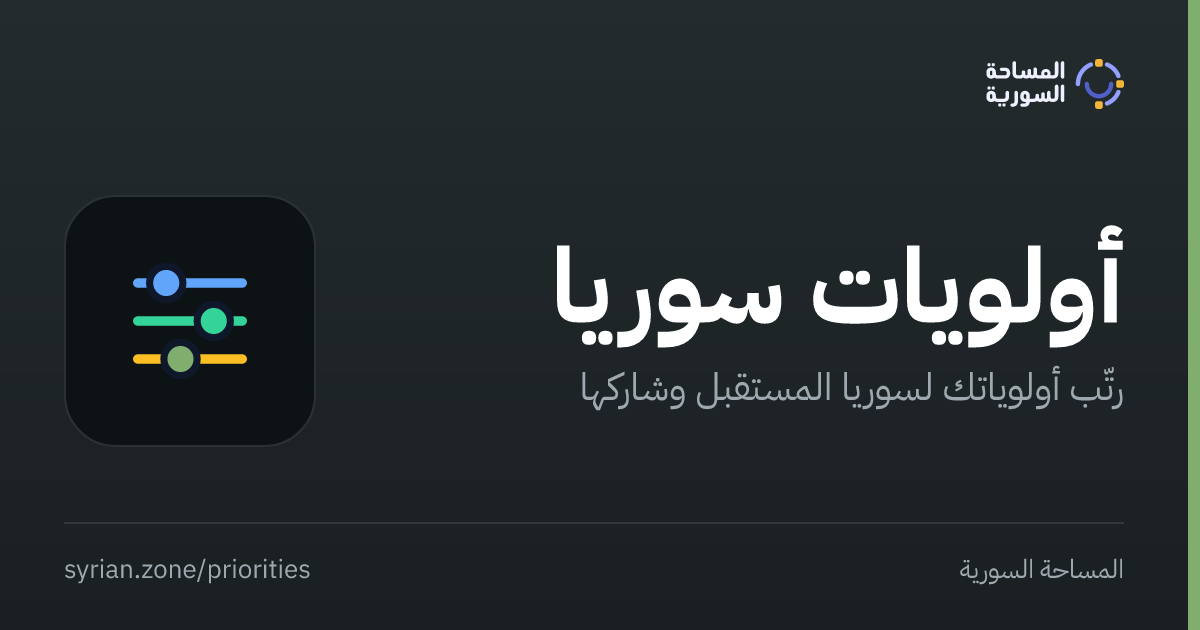 المساحة
السورية
أولويات سوريا
رتّب أولوياتك لسوريا المستقبل وشاركها
المساحة السورية
syrian.zone/priorities